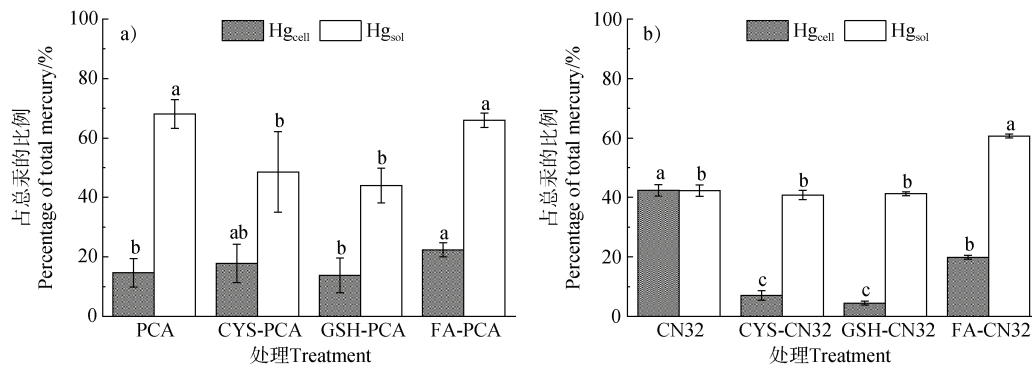 a)
Hgcell
Hgsol
占总汞的比例
Percentage of total mercury/%
100
80
60
40
20
0
b
a
ab
b
b
b
a
a
PCA
CYS-PCA
GSH-PCA
FA-PCA
处理Treatment
b)
Hgcell
Hgsol
占总汞的比例
Percentage of total mercury/%
100
80
60
40
20
0
a
b
c
b
c
b
b
a
CN32
CYS-CN32
GSH-CN32
FA-CN32
处理Treatment